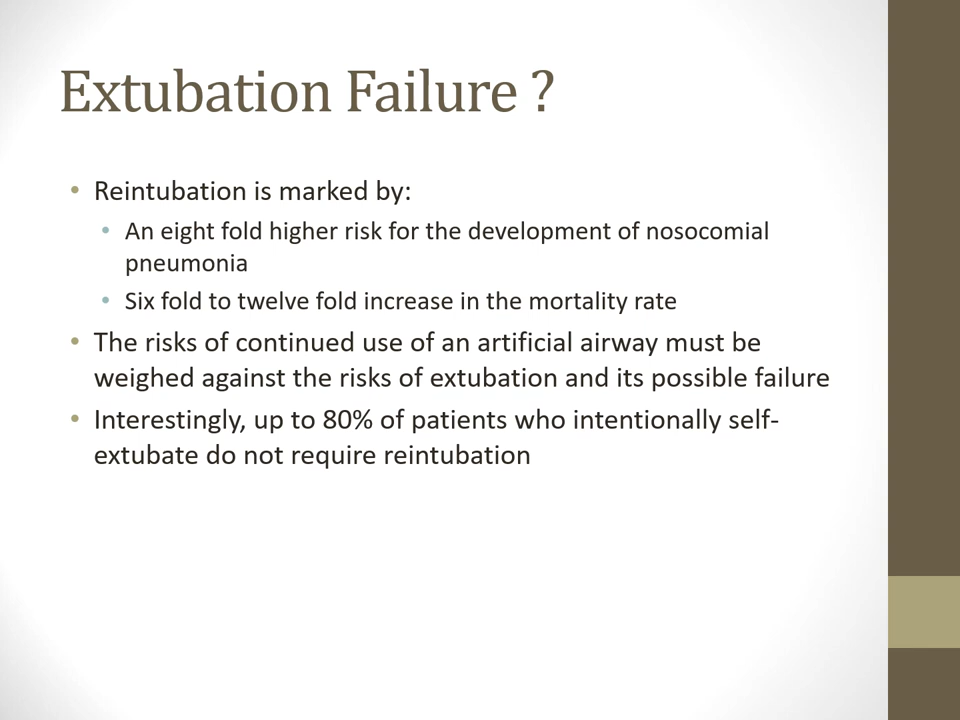 Extubation Failure ?
• Reintubation is marked by:
• An eight fold higher risk for the development of nosocomial
pneumonia
• Six fold to twelve fold increase in the mortality rate
• The risks of continued use of an artificial airway must be
weighed against the risks of extubation and its possible failure
• Interestingly, up to 80% of patients who intentionally self-
extubate do not require reintubation